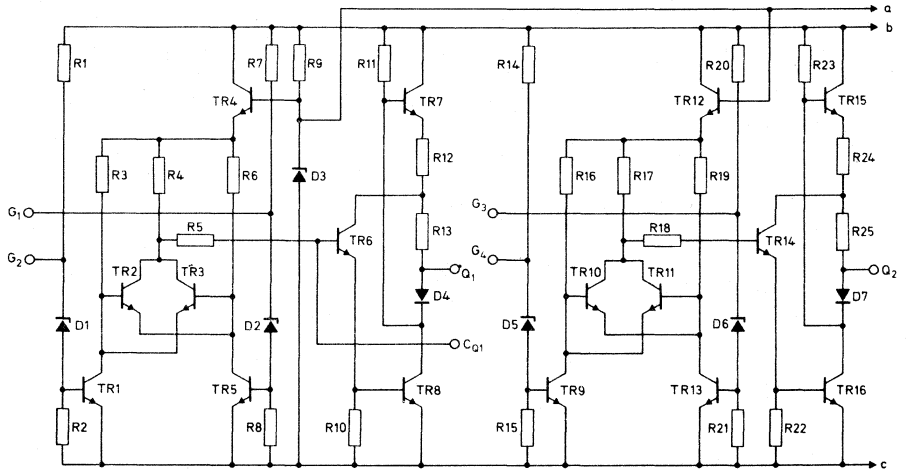 a
b
R1
R7
R9
R11
R14
R20
R23
TR4
TR7
TR12
TR15
R3
R4
R6
D3
R12
R16
R17
R19
R24
G1
R5
R13
G3
R18
R25
TR6
TR14
G2
TR2
TR3
Q1
G4
TR10
TR11
Q2
D4
D7
D1
D2
D5
D6
CQ1
TR1
TR5
TR8
TR9
TR13
TR16
R2
R8
R10
R15
R21
R22
c